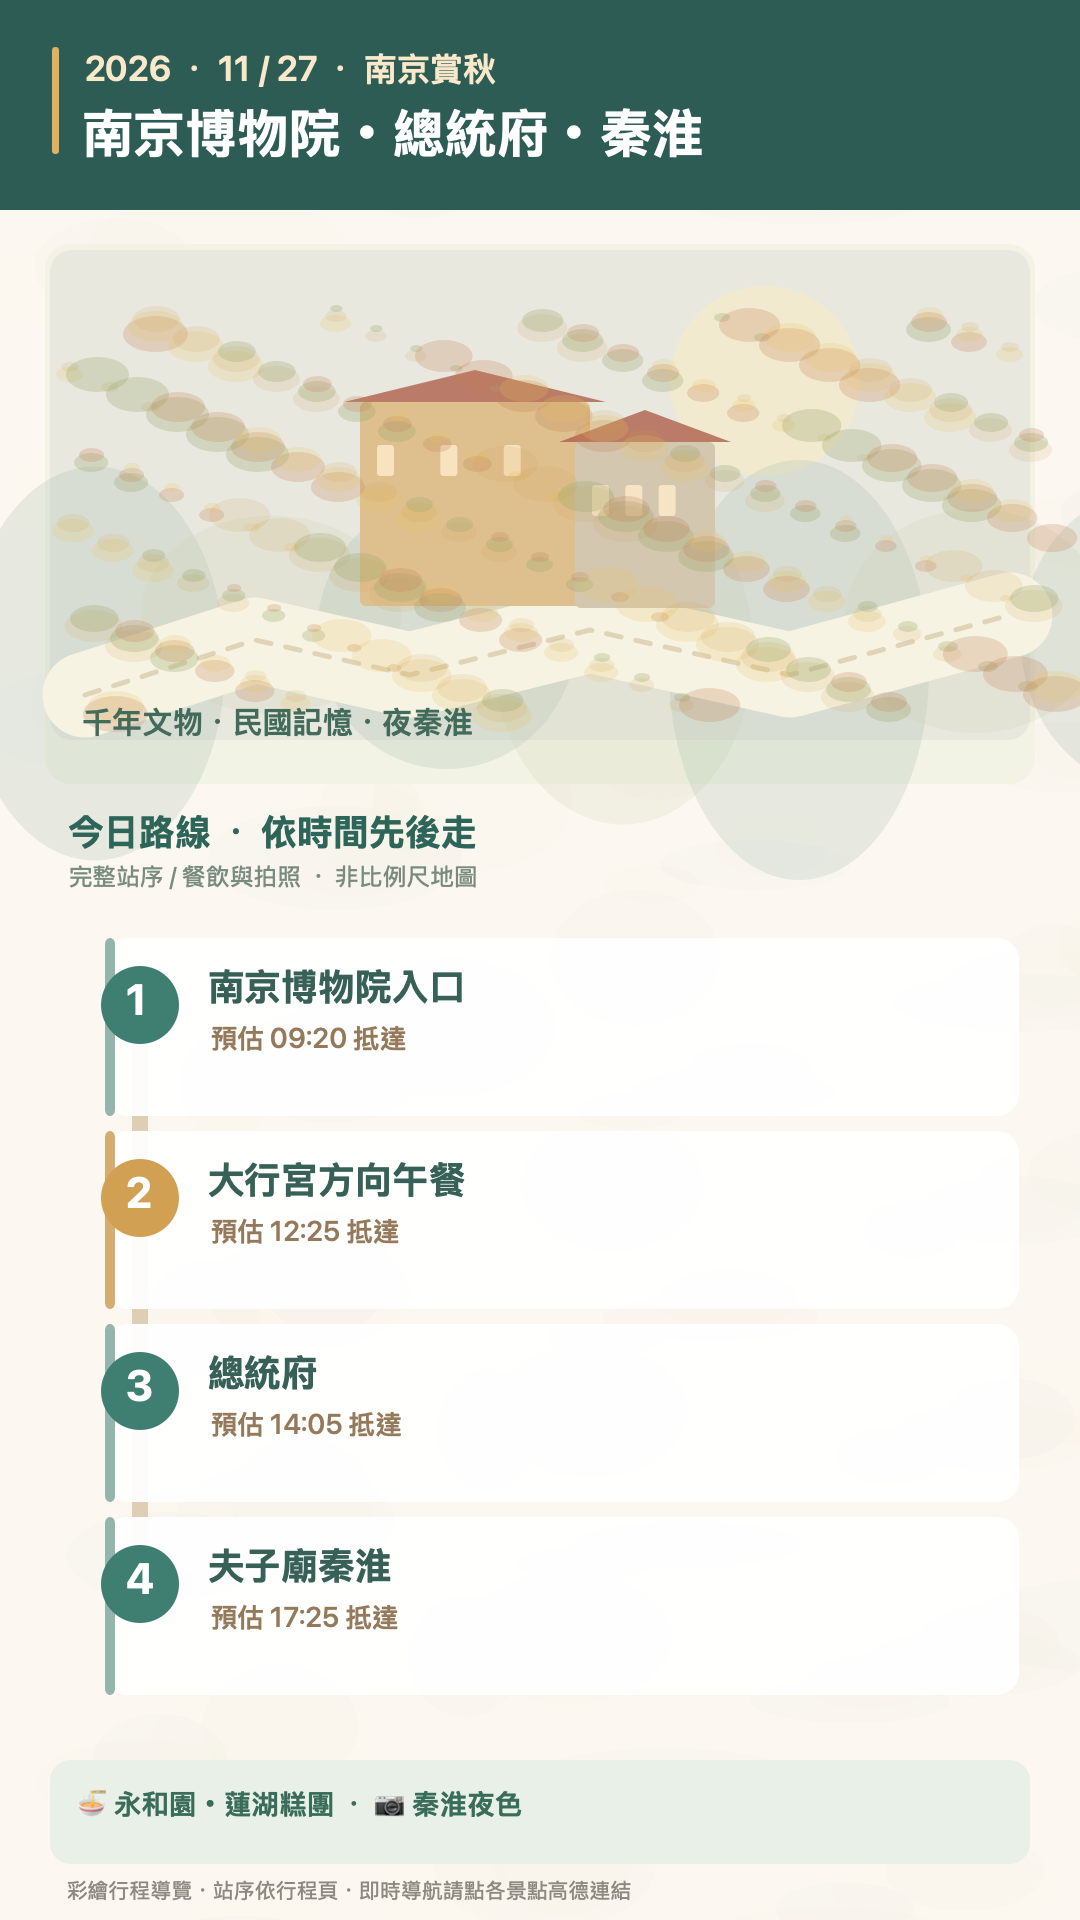 2026 · 11 / 27 · 南京賞秋
南京博物院・總統府・秦淮
千年文物 · 民國記憶 · 夜秦淮
今日路線 · 依時間先後走
完整站序 / 餐飲與拍照 · 非比例尺地圖
1
南京博物院入口
預估 09:20 抵達
2
大行宮方向午餐
預估 12:25 抵達
3
總統府
預估 14:05 抵達
4
夫子廟秦淮
預估 17:25 抵達
🍜 永和園・蓮湖糕團 · 📷 秦淮夜色
彩繪行程導覽 · 站序依行程頁 · 即時導航請點各景點高德連結